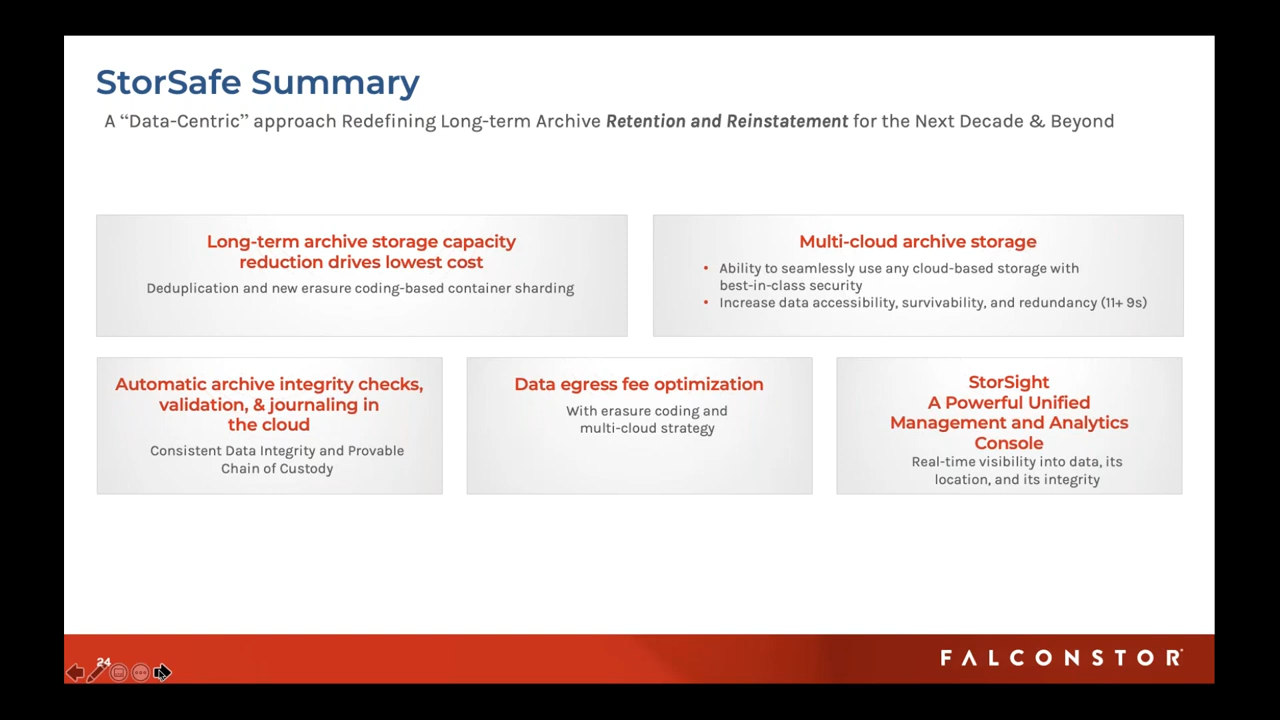 StorSafe Summary
A “Data-Centric” approach Redefining Long-term Archive Retention and Reinstatement for the Next Decade & Beyond
Long-term archive storage capacity
reduction drives lowest cost
Deduplication and new erasure coding-based container sharding
Multi-cloud archive storage
• Ability to seamlessly use any cloud-based storage with
best-in-class security
• Increase data accessibility, survivability, and redundancy (11+ 9s)
Automatic archive integrity checks,
validation, & journaling in
the cloud
Consistent Data Integrity and Provable
Chain of Custody
Data egress fee optimization
With erasure coding and
multi-cloud strategy
StorSight
A Powerful Unified
Management and Analytics
Console
Real-time visibility into data, its
location, and its integrity
24
FALCONSTOR